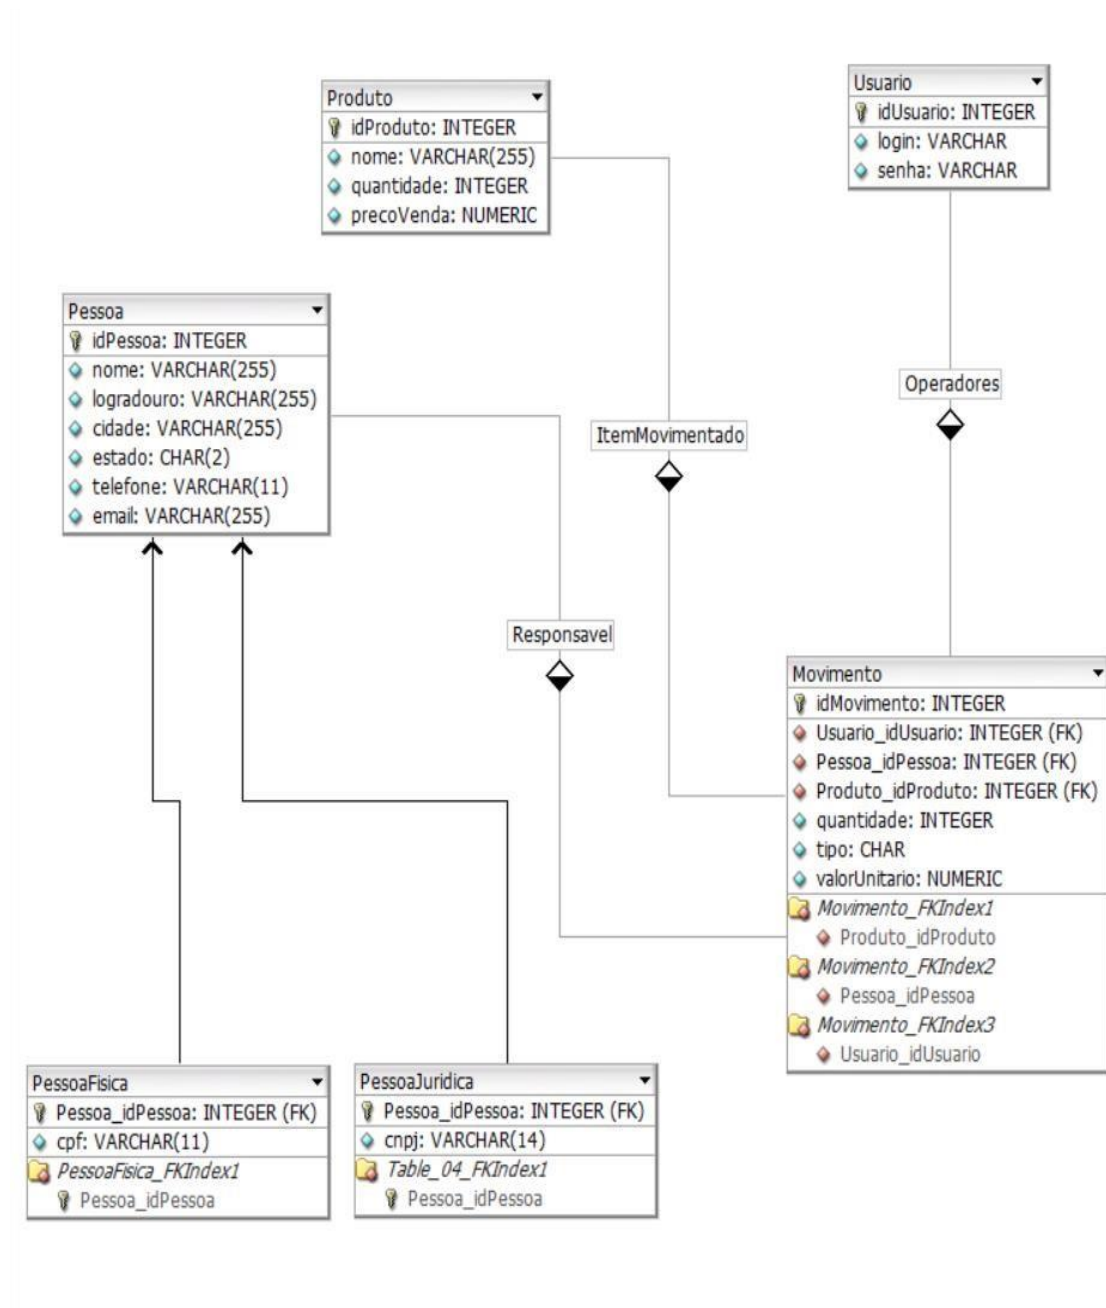 Produto
idProduto: INTEGER
nome: VARCHAR(255)
quantidade: INTEGER
precoVenda: NUMERIC
Usuario
idUsuario: INTEGER
login: VARCHAR
senha: VARCHAR
Pessoa
idPessoa: INTEGER
nome: VARCHAR(255)
logradouro: VARCHAR(255)
cidade: VARCHAR(255)
estado: CHAR(2)
telefone: VARCHAR(11)
email: VARCHAR(255)
Operadores
ItemMovimentado
Responsavel
Movimento
idMovimento: INTEGER
Usuario_idUsuario: INTEGER (FK)
Pessoa_idPessoa: INTEGER (FK)
Produto_idProduto: INTEGER (FK)
quantidade: INTEGER
tipo: CHAR
valorUnitario: NUMERIC
Movimento_FKIndex1
Produto_idProduto
Movimento_FKIndex2
Pessoa_idPessoa
Movimento_FKIndex3
Usuario_idUsuario
PessoaFisica
Pessoa_idPessoa: INTEGER (FK)
cpf: VARCHAR(11)
PessoaFisica_FKIndex1
Pessoa_idPessoa
PessoaJuridica
Pessoa_idPessoa: INTEGER (FK)
cnpj: VARCHAR(14)
Table_04_FKIndex1
Pessoa_idPessoa